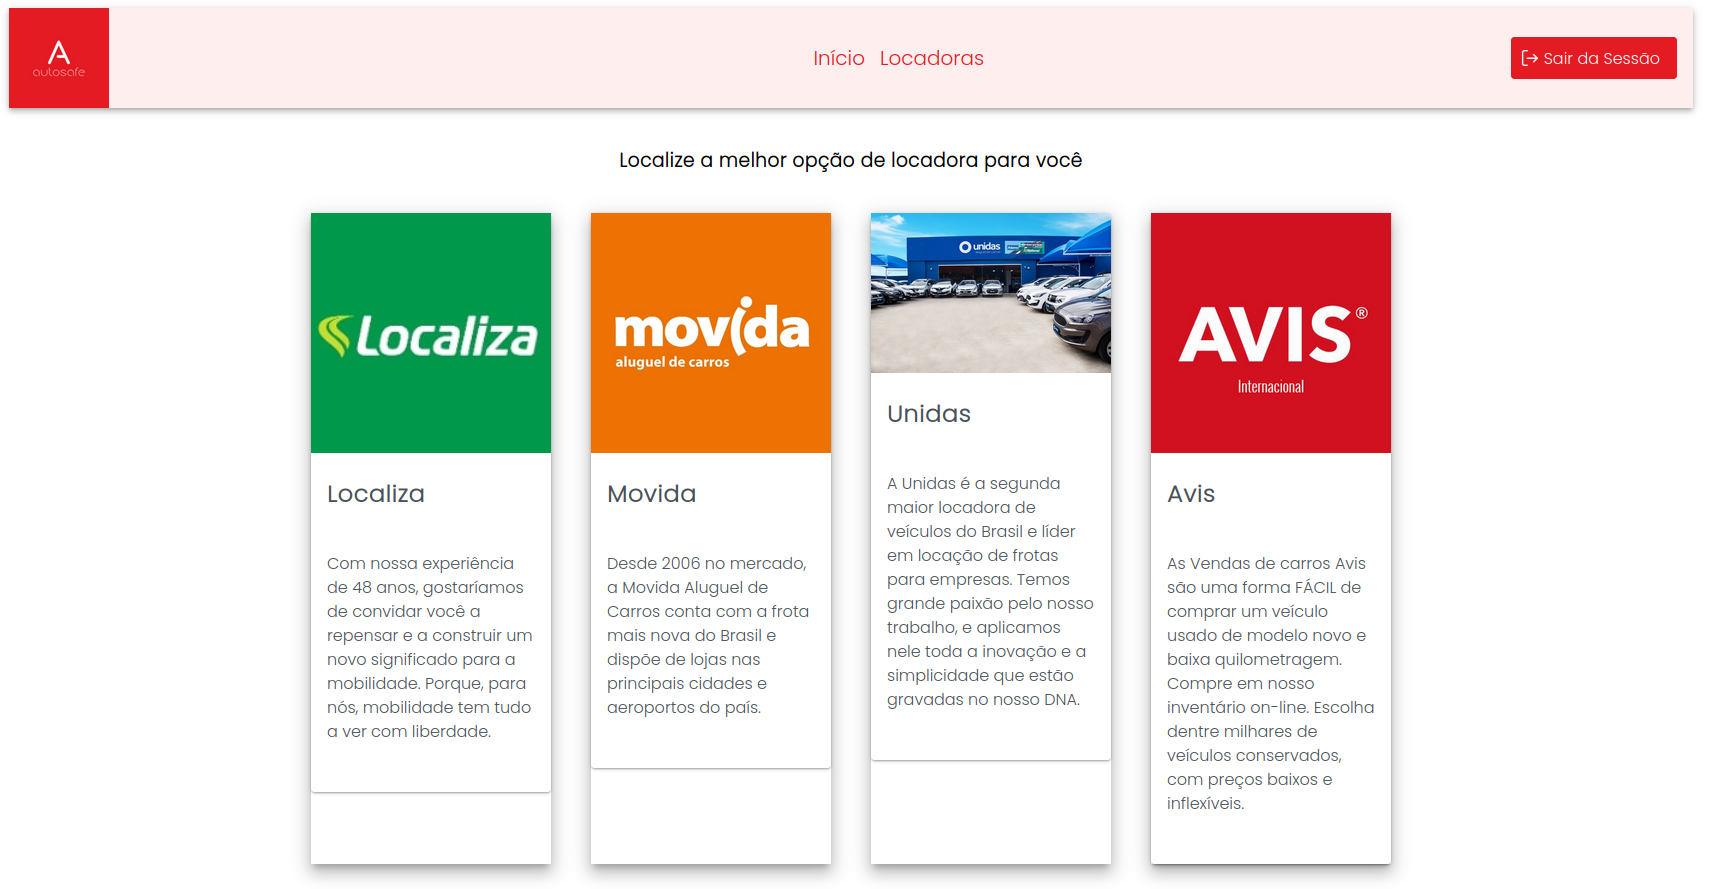 A
autosafe
Início Locadoras
Sair da Sessão
Localize a melhor opção de locadora para você
Localiza
Localiza
Com nossa experiência
de 48 anos, gostaríamos
de convidar você a
repensar e a construir um
novo significado para a
mobilidade. Porque, para
nós, mobilidade tem tudo
a ver com liberdade.
movida
aluguel de carros
Movida
Desde 2006 no mercado,
a Movida Aluguel de
Carros conta com a frota
mais nova do Brasil e
dispõe de lojas nas
principais cidades e
aeroportos do país.
unidas
Unidas
A Unidas é a segunda
maior locadora de
veículos do Brasil e líder
em locação de frotas
para empresas. Temos
grande paixão pelo nosso
trabalho, e aplicamos
nele toda a inovação e a
simplicidade que estão
gravadas no nosso DNA.
AVIS®
Internacional
Avis
As Vendas de carros Avis
são uma forma FÁCIL de
comprar um veículo
usado de modelo novo e
baixa quilometragem.
Compre em nosso
inventário on-line. Escolha
dentre milhares de
veículos conservados,
com preços baixos e
inflexíveis.